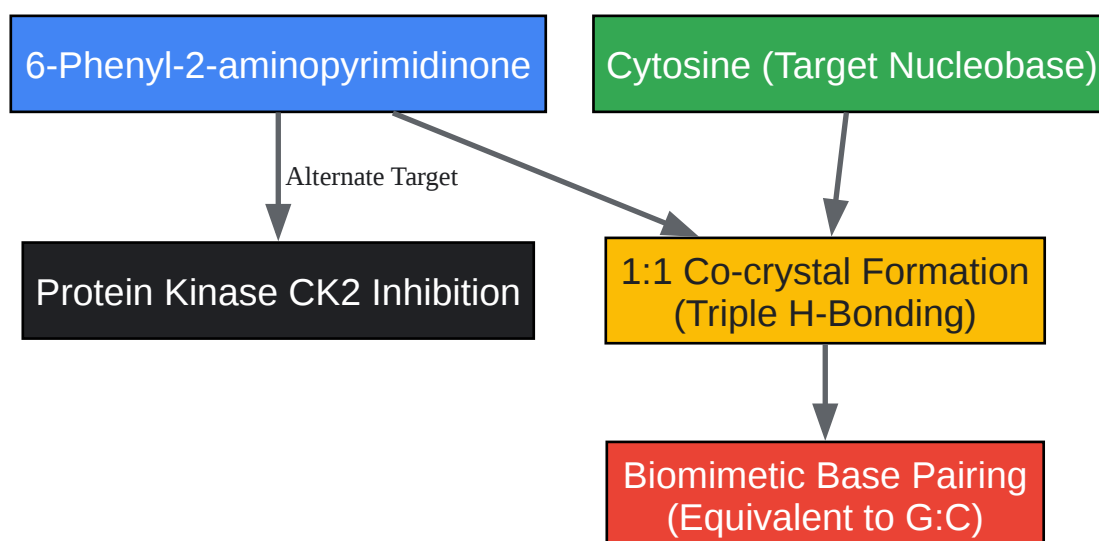 6-Phenyl-2-aminopyrimidinone
Cytosine (Target Nucleobase)
Alternate Target
Protein Kinase CK2 Inhibition
1:1 Co-crystal Formation
(Triple H-Bonding)
Biomimetic Base Pairing
(Equivalent to G:C)